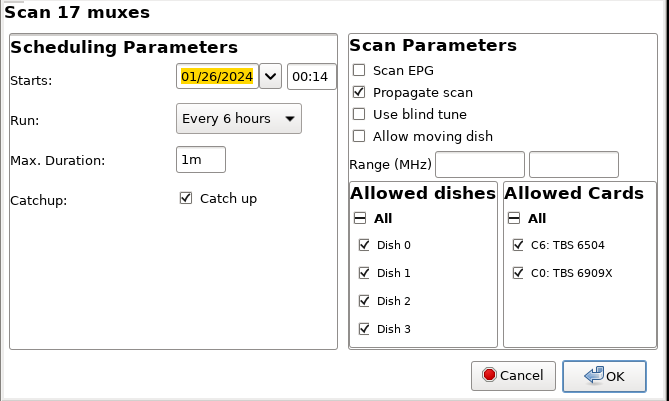 Scan 17 muxes
Scheduling Parameters
Starts: 01/26/2024 00:14
Run: Every 6 hours
Max. Duration: 1m
Catchup: Catch up
Scan Parameters
Scan EPG
Propagate scan
Use blind tune
Allow moving dish
Range (MHz)
Allowed dishes
All
Dish 0
Dish 1
Dish 2
Dish 3
Allowed Cards
All
C6: TBS 6504
C0: TBS 6909X
Cancel
OK